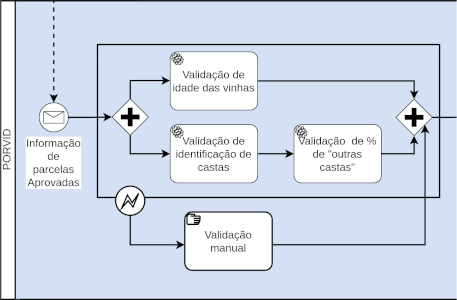 PORVID
Informação
de
parcelas
Aprovadas
Validação de
idade das vinhas
Validação de
identificação de
castas
Validação de %
de "outras
castas"
Validação
manual